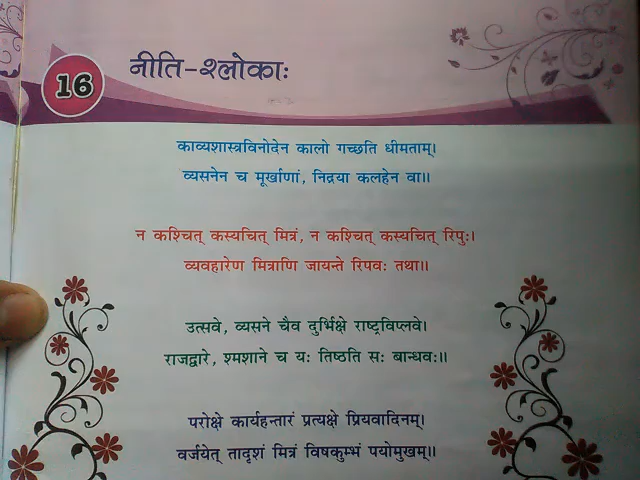 16
नीति-श्लोकाः
काव्यशास्त्रविनोदेन कालो गच्छति धीमताम्।
व्यसनेन च मूर्खाणां, निद्रया कलहेन वा॥
न कश्चित् कस्यचित् मित्रं, न कश्चित् कस्यचित् रिपुः।
व्यवहारेण मित्राणि जायन्ते रिपवः तथा॥
उत्सवे, व्यसने चैव दुर्भिक्षे राष्ट्रविप्लवे।
राजद्वारे, श्मशाने च यः तिष्ठति सः बान्धवः॥
परोक्षे कार्यहन्तारं प्रत्यक्षे प्रियवादिनम्।
वर्जयेत् तादृशं मित्रं विषकुम्भं पयोमुखम्॥